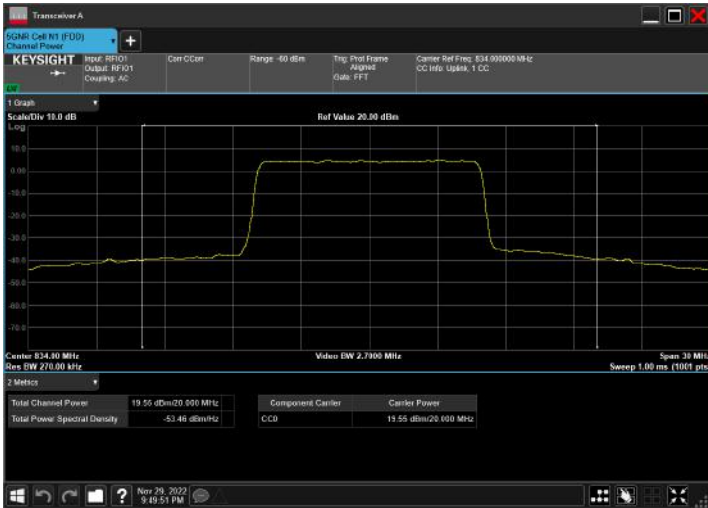 Transceiver A
5GNR Cell N1 (FDD)
Channel Power
KEYSIGHT
Input: RFIO1
Output: RFIO1
Coupling: AC
Corr CCorr
Range: -60 dBm
Trig: Prot Frame
Aligned
Gate: FFT
Carrier Ref Freq: 834.000000 MHz
CC Info: Uplink, 1 CC
1 Graph
Scale/Div 10.0 dB
Ref Value 20.00 dBm
Log
10.0
0.00
-10.0
-20.0
-30.0
-40.0
-50.0
-60.0
-70.0
Center 834.00 MHz
Video BW 2.7000 MHz
Span 30 MHz
Res BW 270.00 kHz
Sweep 1.00 ms (1001 pts
2 Metrics
Total Channel Power
19.55 dBm/20.000 MHz
Total Power Spectral Density
-53.46 dBm/Hz
Component Carrier
Carrier Power
CC0
19.55 dBm/20.000 MHz
Nov 29, 2022
9:49:51 PM